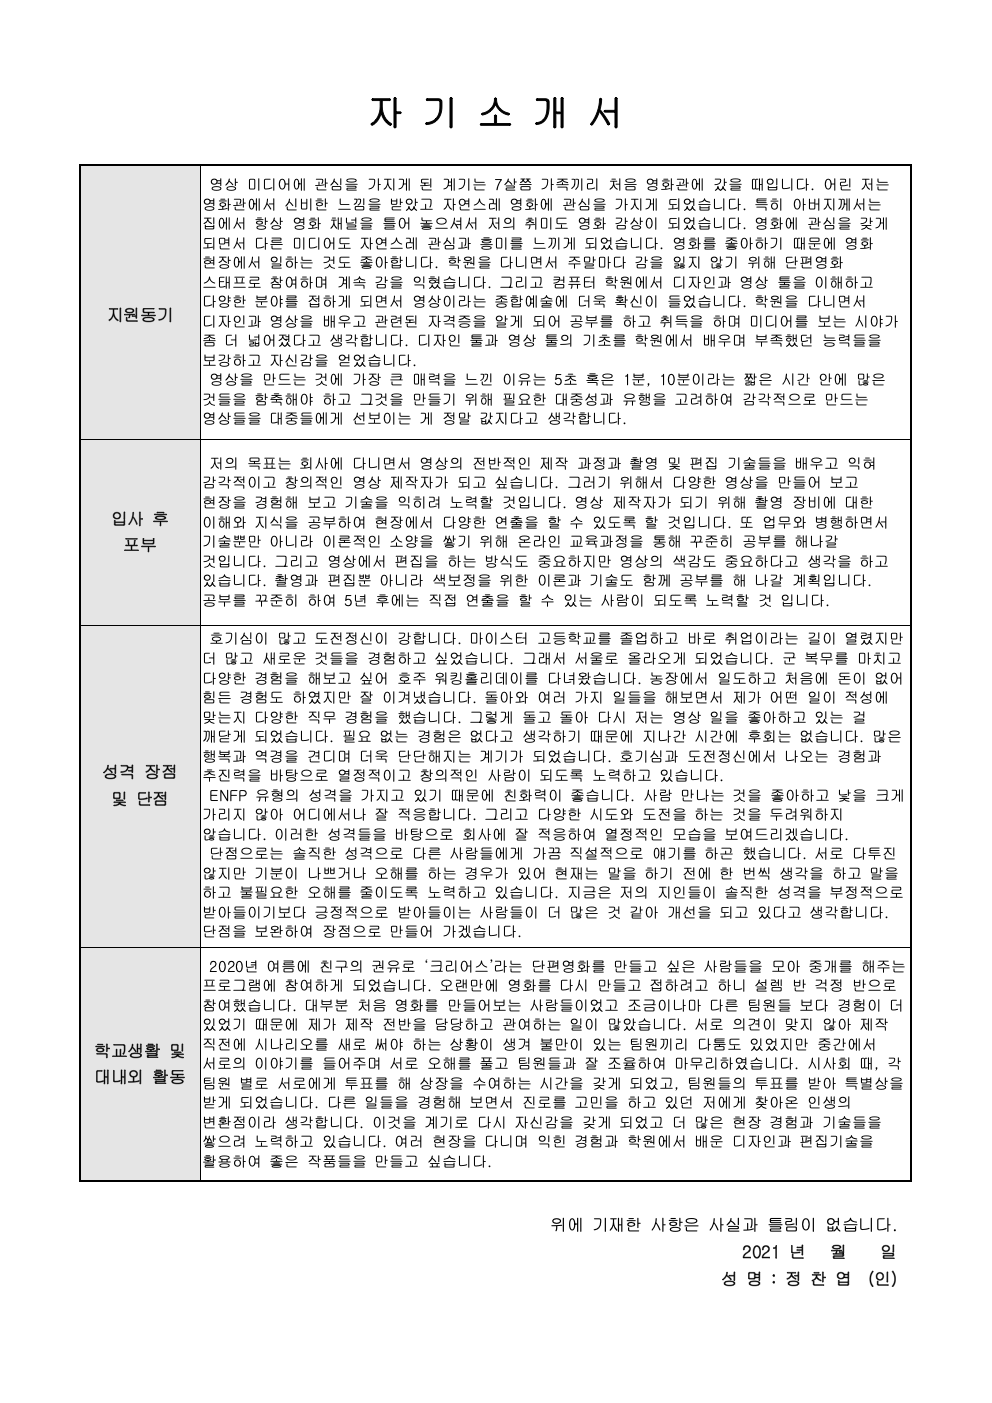 자 기 소 개 서
지원동기
영상 미디어에 관심을 가지게 된 계기는 7살쯤 가족끼리 처음 영화관에 갔을 때입니다. 어린 저는
영화관에서 신비한 느낌을 받았고 자연스레 영화에 관심을 가지게 되었습니다. 특히 아버지께서는
집에서 항상 영화 채널을 틀어 놓으셔서 저의 취미도 영화 감상이 되었습니다. 영화에 관심을 갖게
되면서 다른 미디어도 자연스레 관심과 흥미를 느끼게 되었습니다. 영화를 좋아하기 때문에 영화
현장에서 일하는 것도 좋아합니다. 학원을 다니면서 주말마다 감을 잃지 않기 위해 단편영화
스태프로 참여하며 계속 감을 익혔습니다. 그리고 컴퓨터 학원에서 디자인과 영상 툴을 이해하고
다양한 분야를 접하게 되면서 영상이라는 종합예술에 더욱 확신이 들었습니다. 학원을 다니면서
디자인과 영상을 배우고 관련된 자격증을 알게 되어 공부를 하고 취득을 하며 미디어를 보는 시야가
좀 더 넓어졌다고 생각합니다. 디자인 툴과 영상 툴의 기초를 학원에서 배우며 부족했던 능력들을
보강하고 자신감을 얻었습니다.
영상을 만드는 것에 가장 큰 매력을 느낀 이유는 5초 혹은 1분, 10분이라는 짧은 시간 안에 많은
것들을 함축해야 하고 그것을 만들기 위해 필요한 대중성과 유행을 고려하여 감각적으로 만드는
영상들을 대중들에게 선보이는 게 정말 값지다고 생각합니다.
입사 후
포부
저의 목표는 회사에 다니면서 영상의 전반적인 제작 과정과 촬영 및 편집 기술들을 배우고 익혀
감각적이고 창의적인 영상 제작자가 되고 싶습니다. 그러기 위해서 다양한 영상을 만들어 보고
현장을 경험해 보고 기술을 익히려 노력할 것입니다. 영상 제작자가 되기 위해 촬영 장비에 대한
이해와 지식을 공부하여 현장에서 다양한 연출을 할 수 있도록 할 것입니다. 또 업무와 병행하면서
기술뿐만 아니라 이론적인 소양을 쌓기 위해 온라인 교육과정을 통해 꾸준히 공부를 해나갈
것입니다. 그리고 영상에서 편집을 하는 방식도 중요하지만 영상의 색감도 중요하다고 생각을 하고
있습니다. 촬영과 편집뿐 아니라 색보정을 위한 이론과 기술도 함께 공부를 해 나갈 계획입니다.
공부를 꾸준히 하여 5년 후에는 직접 연출을 할 수 있는 사람이 되도록 노력할 것 입니다.
성격 장점
및 단점
호기심이 많고 도전정신이 강합니다. 마이스터 고등학교를 졸업하고 바로 취업이라는 길이 열렸지만
더 많고 새로운 것들을 경험하고 싶었습니다. 그래서 서울로 올라오게 되었습니다. 군 복무를 마치고
다양한 경험을 해보고 싶어 호주 워킹홀리데이를 다녀왔습니다. 농장에서 일도하고 처음에 돈이 없어
힘든 경험도 하였지만 잘 이겨냈습니다. 돌아와 여러 가지 일들을 해보면서 제가 어떤 일이 적성에
맞는지 다양한 직무 경험을 했습니다. 그렇게 돌고 돌아 다시 저는 영상 일을 좋아하고 있는 걸
깨닫게 되었습니다. 필요 없는 경험은 없다고 생각하기 때문에 지나간 시간에 후회는 없습니다. 많은
행복과 역경을 견디며 더욱 단단해지는 계기가 되었습니다. 호기심과 도전정신에서 나오는 경험과
추진력을 바탕으로 열정적이고 창의적인 사람이 되도록 노력하고 있습니다.
ENFP 유형의 성격을 가지고 있기 때문에 친화력이 좋습니다. 사람 만나는 것을 좋아하고 낯을 크게
가리지 않아 어디에서나 잘 적응합니다. 그리고 다양한 시도와 도전을 하는 것을 두려워하지
않습니다. 이러한 성격들을 바탕으로 회사에 잘 적응하여 열정적인 모습을 보여드리겠습니다.
단점으로는 솔직한 성격으로 다른 사람들에게 가끔 직설적으로 얘기를 하곤 했습니다. 서로 다투진
않지만 기분이 나쁘거나 오해를 하는 경우가 있어 현재는 말을 하기 전에 한 번씩 생각을 하고 말을
하고 불필요한 오해를 줄이도록 노력하고 있습니다. 지금은 저의 지인들이 솔직한 성격을 부정적으로
받아들이기보다 긍정적으로 받아들이는 사람들이 더 많은 것 같아 개선을 되고 있다고 생각합니다.
단점을 보완하여 장점으로 만들어 가겠습니다.
학교생활 및
대내외 활동
2020년 여름에 친구의 권유로 ‘크리어스’라는 단편영화를 만들고 싶은 사람들을 모아 중개를 해주는
프로그램에 참여하게 되었습니다. 오랜만에 영화를 다시 만들고 접하려고 하니 설렘 반 걱정 반으로
참여했습니다. 대부분 처음 영화를 만들어보는 사람들이었고 조금이나마 다른 팀원들 보다 경험이 더
있었기 때문에 제가 제작 전반을 담당하고 관여하는 일이 많았습니다. 서로 의견이 맞지 않아 제작
직전에 시나리오를 새로 써야 하는 상황이 생겨 불만이 있는 팀원끼리 다툼도 있었지만 중간에서
서로의 이야기를 들어주며 서로 오해를 풀고 팀원들과 잘 조율하여 마무리하였습니다. 시사회 때, 각
팀원 별로 서로에게 투표를 해 상장을 수여하는 시간을 갖게 되었고, 팀원들의 투표를 받아 특별상을
받게 되었습니다. 다른 일들을 경험해 보면서 진로를 고민을 하고 있던 저에게 찾아온 인생의
변환점이라 생각합니다. 이것을 계기로 다시 자신감을 갖게 되었고 더 많은 현장 경험과 기술들을
쌓으려 노력하고 있습니다. 여러 현장을 다니며 익힌 경험과 학원에서 배운 디자인과 편집기술을
활용하여 좋은 작품들을 만들고 싶습니다.
위에 기재한 사항은 사실과 틀림이 없습니다.
2021 년 월 일
성 명 : 정 찬 엽 (인)